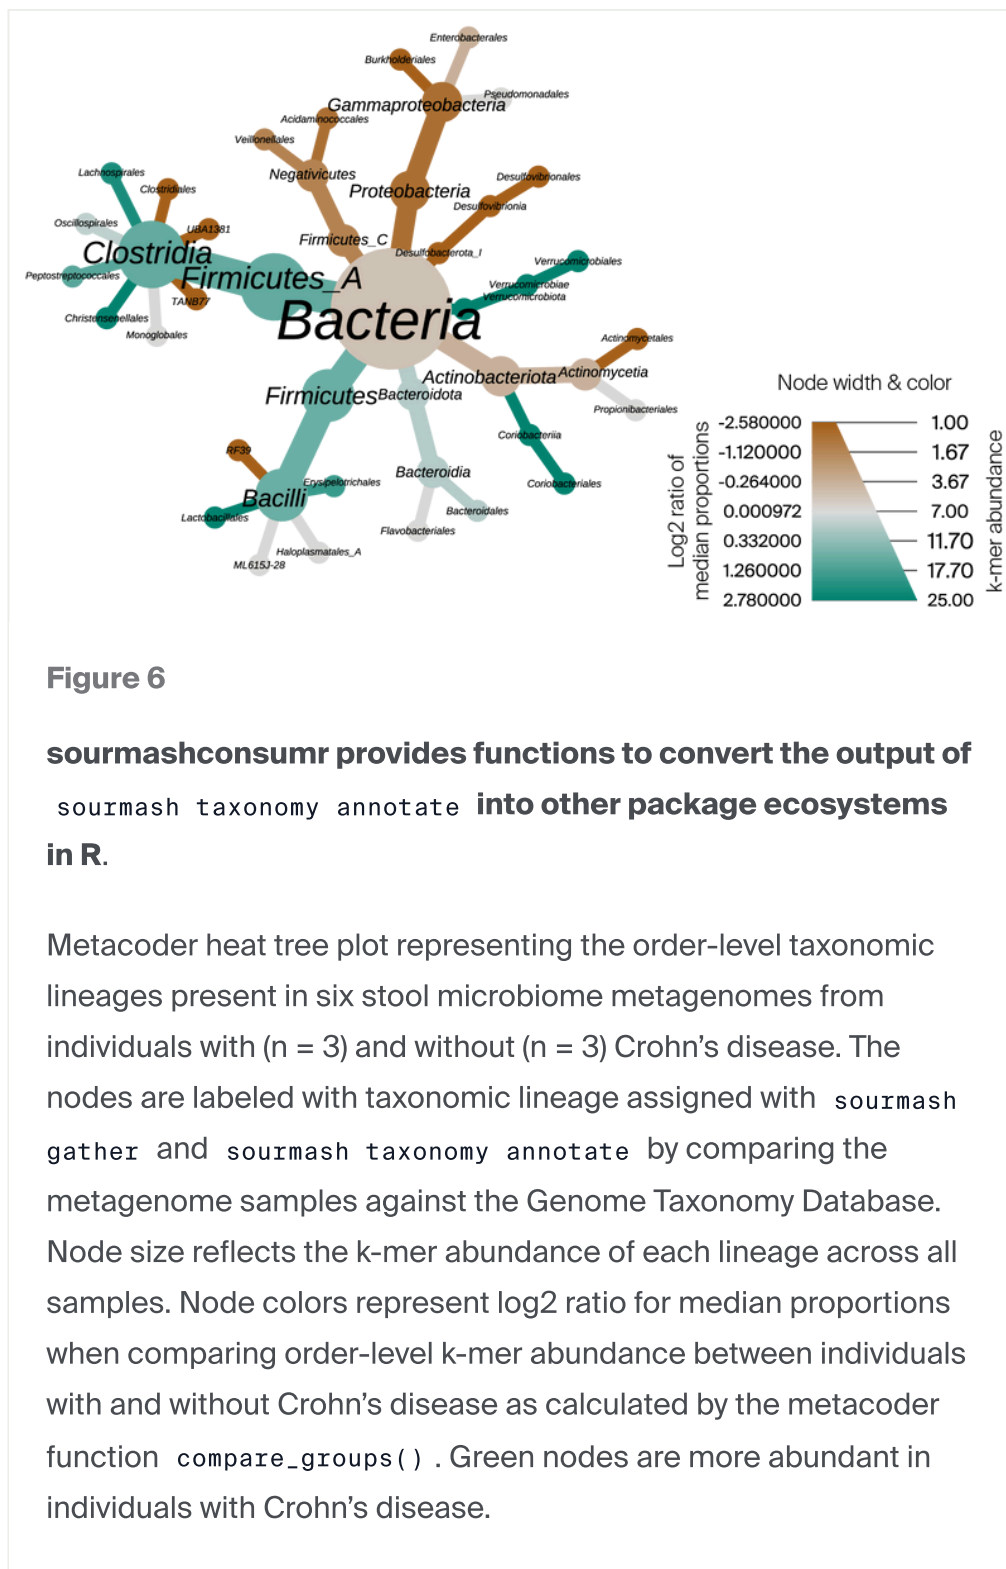 Enterobacterales
Burkholderiales
Pseudomonadales
Gammaproteobacteria
Acidaminococcales
Veillonellales
Negativicutes
Proteobacteria
Desulfovibrionales
Desulfovibrionia
Lachnospirales
Clostridiales
Oscillospirales
UBA1381
Firmicutes_C
Desulfobacterota_I
Clostridia
Verrucomicrobiales
Peptostreptococcales
Firmicutes_A
Verrucomicrobiae
Verrucomicrobiota
TANB77
Christensenellales
Bacteria
Monoglobales
Actinomycetales
Actinobacteriota
Actinomycetia
Firmicutes
Bacteroidota
Propionibacteriales
Coriobacteriia
RF39
Bacteroidia
Erysipelotrichales
Coriobacteriales
Bacilli
Lactobacillales
Bacteroidales
Flavobacteriales
Haloplasmatales_A
ML615J-28
Node width & color
Log2 ratio of
median proportions
-2.580000 1.00
-1.120000 1.67
-0.264000 3.67
0.000972 7.00
0.332000 11.70
1.260000 17.70
2.780000 25.00
k-mer abundance
Figure 6
sourmashconsumr provides functions to convert the output of
sourmash taxonomy annotate into other package ecosystems
in R.
Metacoder heat tree plot representing the order-level taxonomic
lineages present in six stool microbiome metagenomes from
individuals with (n = 3) and without (n = 3) Crohn’s disease. The
nodes are labeled with taxonomic lineage assigned with sourmash
gather and sourmash taxonomy annotate by comparing the
metagenome samples against the Genome Taxonomy Database.
Node size reflects the k-mer abundance of each lineage across all
samples. Node colors represent log2 ratio for median proportions
when comparing order-level k-mer abundance between individuals
with and without Crohn’s disease as calculated by the metacoder
function compare_groups() . Green nodes are more abundant in
individuals with Crohn’s disease.